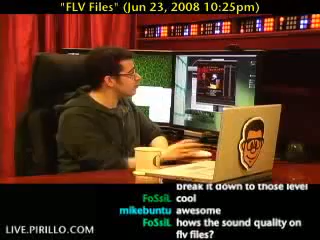 "FLV Files" (Jun 23, 2008 10:25pm)
break it down to those level
FoSsiL cool
mikebuntu awesome
FoSsiL hows the sound quality on
flv files?
LIVE.PIRILLO.COM